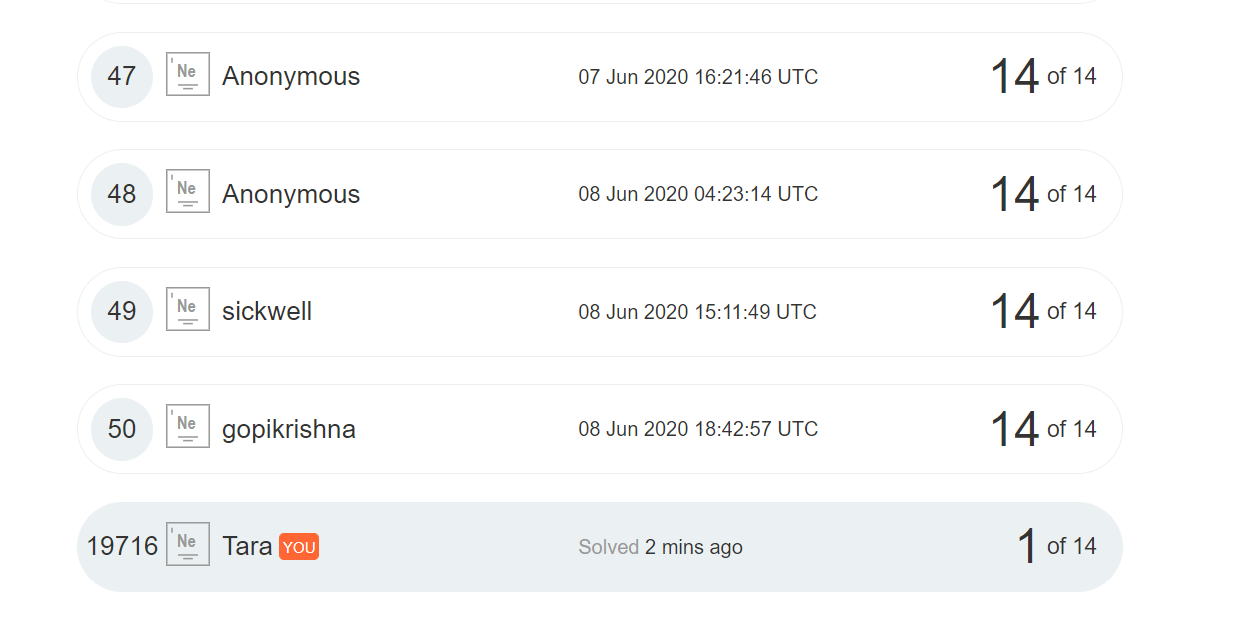 47 Ne Anonymous 07 Jun 2020 16:21:46 UTC 14 of 14
48 Ne Anonymous 08 Jun 2020 04:23:14 UTC 14 of 14
49 Ne sickwell 08 Jun 2020 15:11:49 UTC 14 of 14
50 Ne gopikrishna 08 Jun 2020 18:42:57 UTC 14 of 14
19716 Ne Tara YOU Solved 2 mins ago 1 of 14